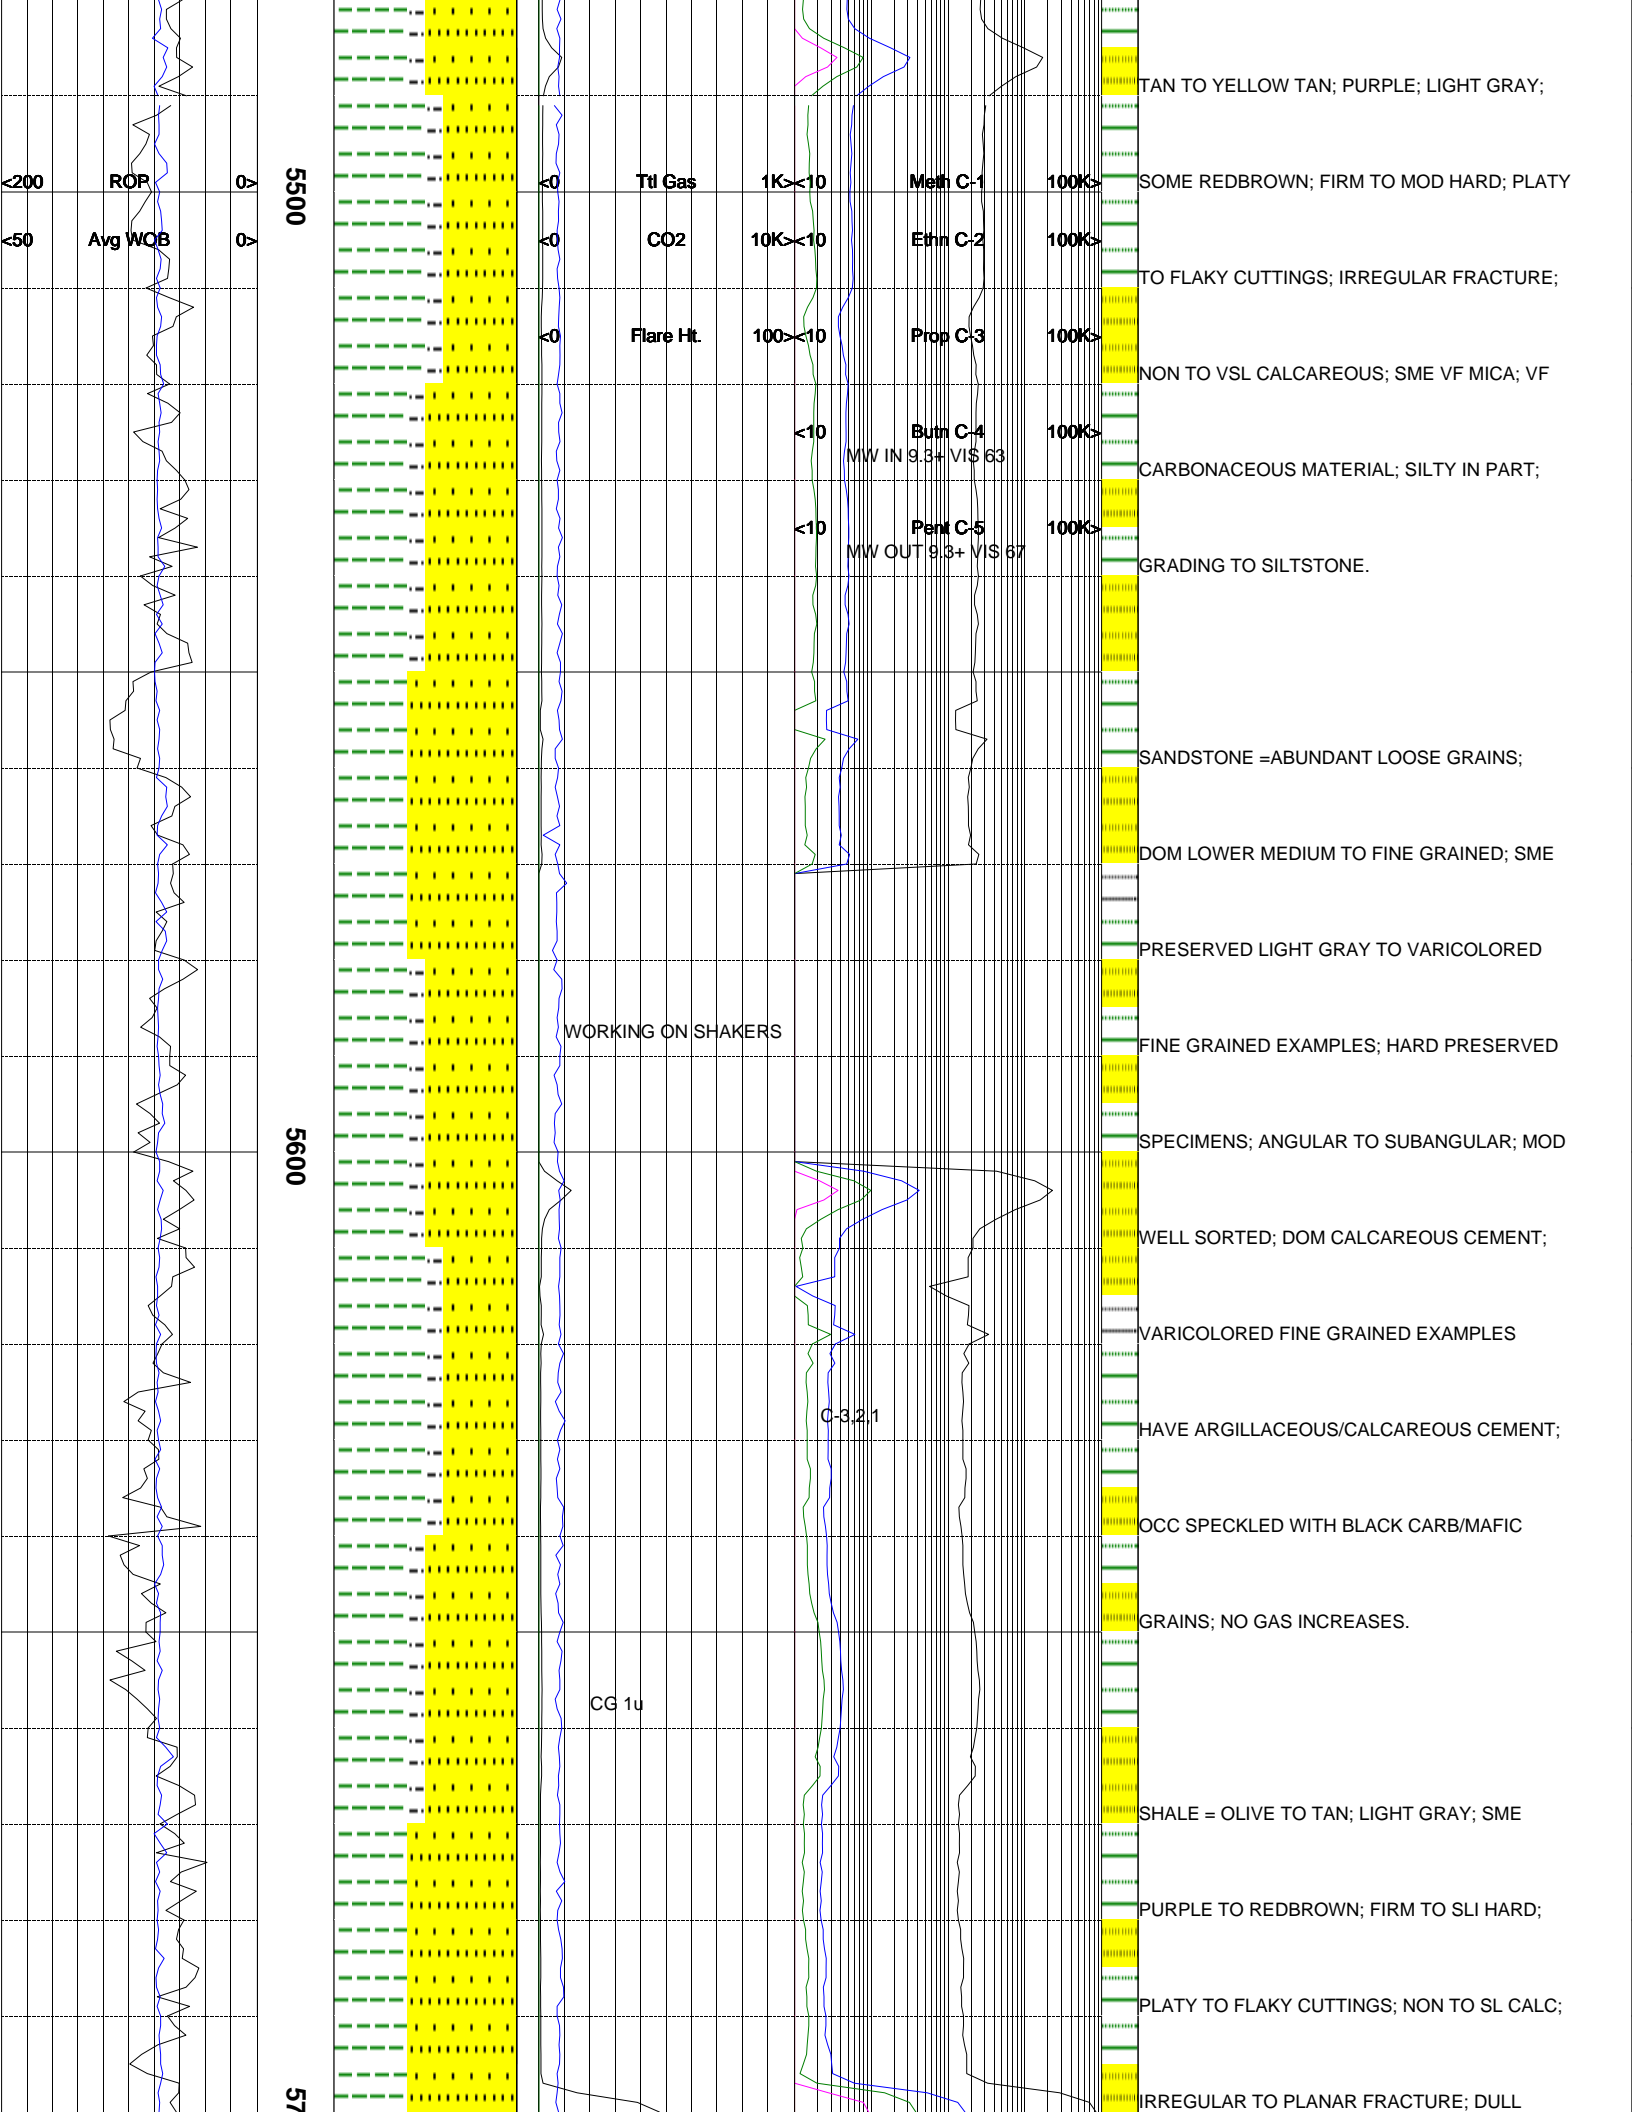 TAN TO YELLOW TAN; PURPLE; LIGHT GRAY;
<200 ROP 0>
5500
<0 Ttl Gas 1K>
<10 Meth C-1 100K>
SOME REDBROWN; FIRM TO MOD HARD; PLATY
<50 Avg WOB 0>
<0 CO2 10K>
<10 Ethn C-2 100K>
TO FLAKY CUTTINGS; IRREGULAR FRACTURE;
<0 Flare Ht. 100>
<10 Prop C-3 100K>
NON TO VSL CALCAREOUS; SME VF MICA; VF
<10 Butn C-4 100K>
MW IN 9.3+ VIS 63
CARBONACEOUS MATERIAL; SILTY IN PART;
<10 Pent C-5 100K>
MW OUT 9.3+ VIS 67
GRADING TO SILTSTONE.
SANDSTONE =ABUNDANT LOOSE GRAINS;
DOM LOWER MEDIUM TO FINE GRAINED; SME
PRESERVED LIGHT GRAY TO VARICOLORED
WORKING ON SHAKERS
FINE GRAINED EXAMPLES; HARD PRESERVED
5600
SPECIMENS; ANGULAR TO SUBANGULAR; MOD
WELL SORTED; DOM CALCAREOUS CEMENT;
VARICOLORED FINE GRAINED EXAMPLES
C-3,2,1
HAVE ARGILLACEOUS/CALCAREOUS CEMENT;
OCC SPECKLED WITH BLACK CARB/MAFIC
GRAINS; NO GAS INCREASES.
CG 1u
SHALE = OLIVE TO TAN; LIGHT GRAY; SME
PURPLE TO REDBROWN; FIRM TO SLI HARD;
PLATY TO FLAKY CUTTINGS; NON TO SL CALC;
57
IRREGULAR TO PLANAR FRACTURE; DULL